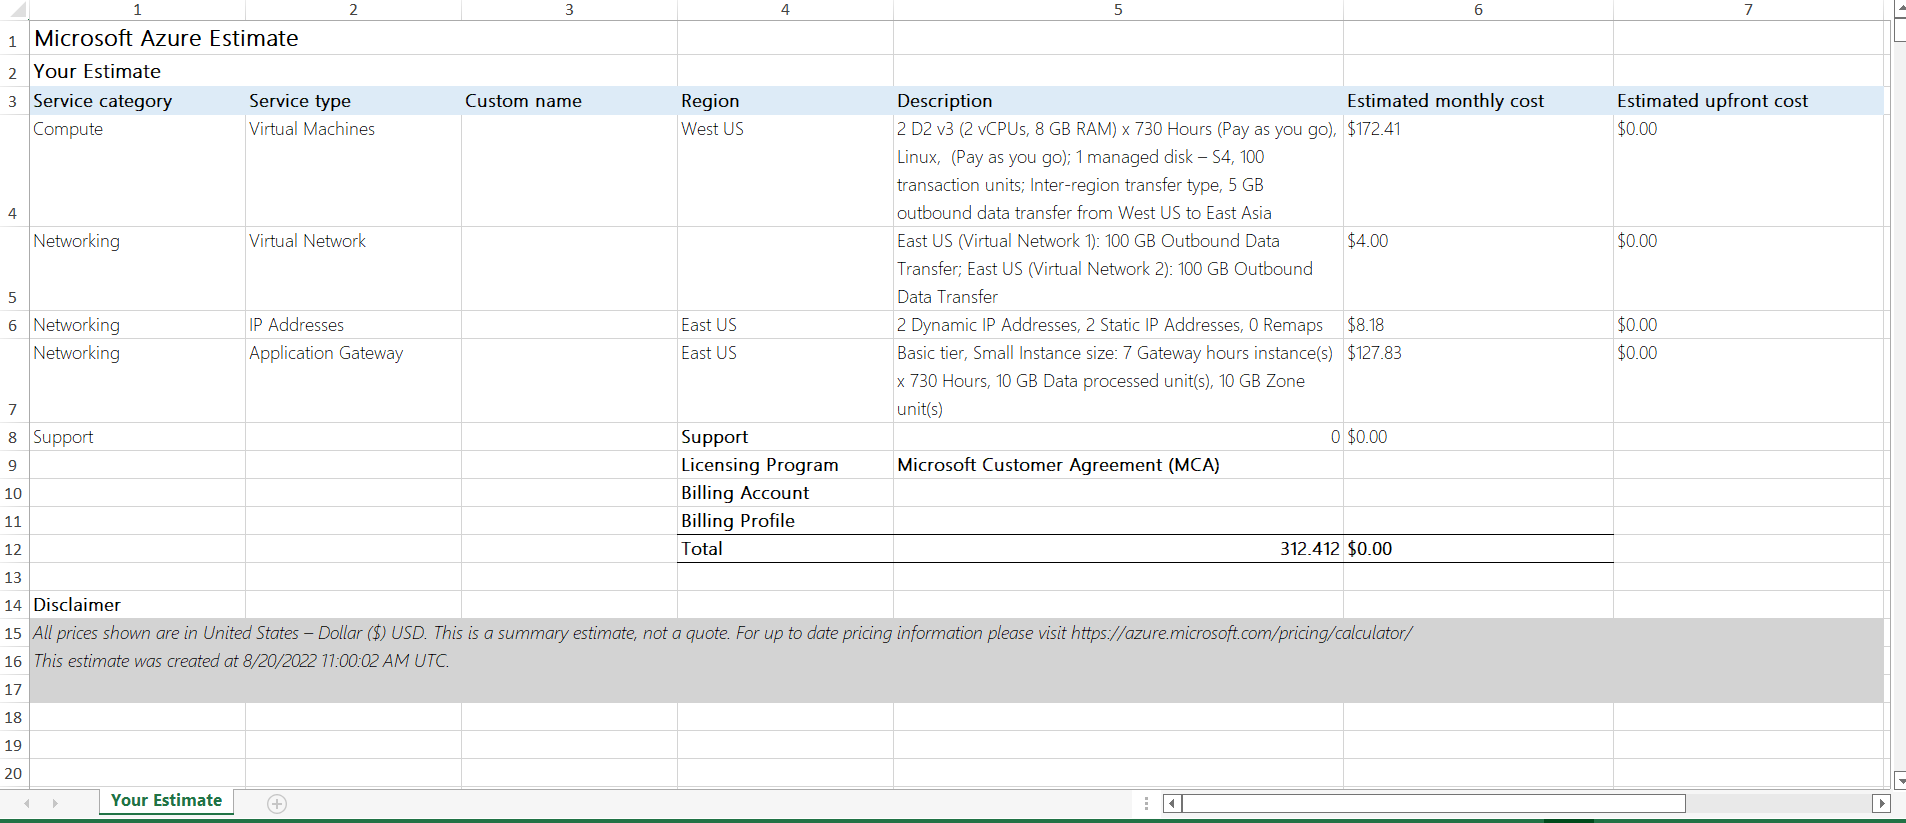 1 2 3 4 5 6 7
1 Microsoft Azure Estimate
2 Your Estimate
3 Service category Service type Custom name Region Description Estimated monthly cost Estimated upfront cost
Compute Virtual Machines West US 2 D2 v3 (2 vCPUs, 8 GB RAM) x 730 Hours (Pay as you go), $172.41 $0.00
Linux,  (Pay as you go); 1 managed disk – S4, 100
transaction units; Inter-region transfer type, 5 GB
4 outbound data transfer from West US to East Asia
Networking Virtual Network East US (Virtual Network 1): 100 GB Outbound Data $4.00 $0.00
Transfer; East US (Virtual Network 2): 100 GB Outbound
5 Data Transfer
6 Networking IP Addresses East US 2 Dynamic IP Addresses, 2 Static IP Addresses, 0 Remaps $8.18 $0.00
Networking Application Gateway East US Basic tier, Small Instance size: 7 Gateway hours instance(s) $127.83 $0.00
x 730 Hours, 10 GB Data processed unit(s), 10 GB Zone
7 unit(s)
8 Support Support 0 $0.00
9 Licensing Program Microsoft Customer Agreement (MCA)
10 Billing Account
11 Billing Profile
12 Total 312.412 $0.00
13
14 Disclaimer
15 All prices shown are in United States – Dollar ($) USD. This is a summary estimate, not a quote. For up to date pricing information please visit https://azure.microsoft.com/pricing/calculator/
16 This estimate was created at 8/20/2022 11:00:02 AM UTC.
17
18
19
20
Your Estimate